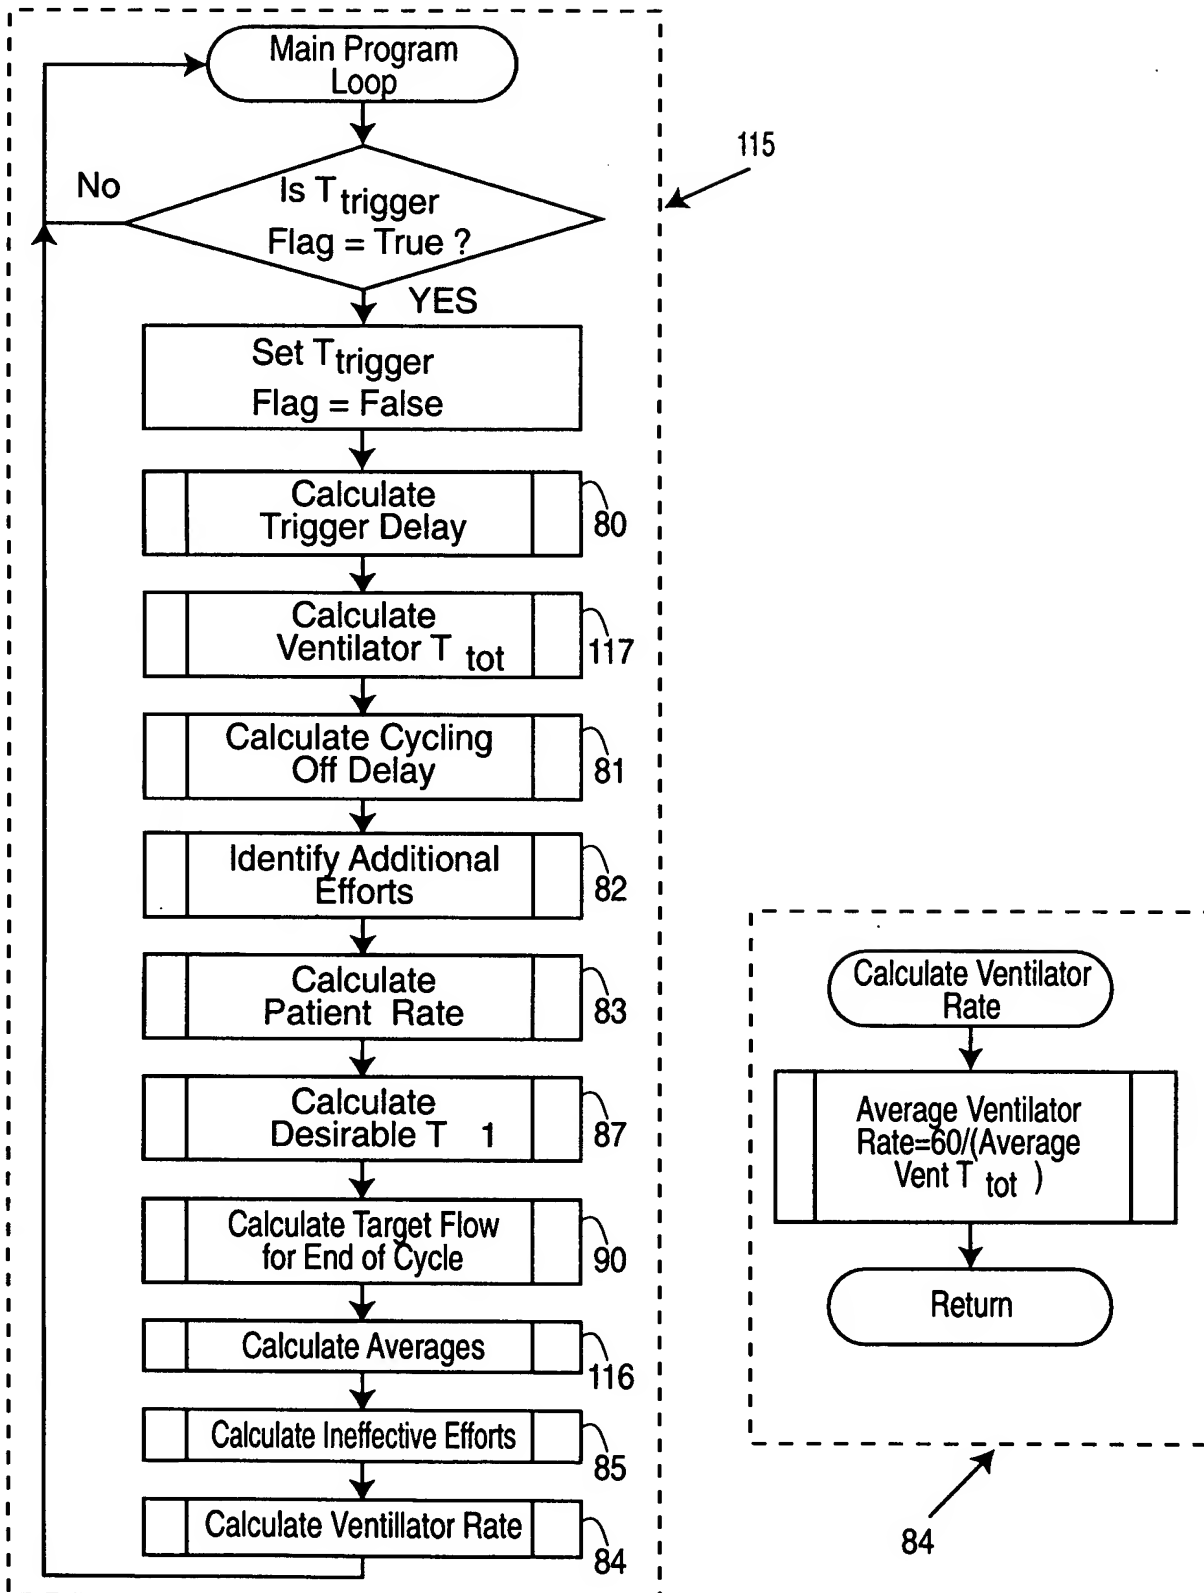 Main Program
Loop
115
No
Is T trigger
Flag = True ?
YES
Set T trigger
Flag = False
Calculate
Trigger Delay
80
Calculate
Ventilator T tot
117
Calculate Cycling
Off Delay
81
Identify Additional
Efforts
82
Calculate
Patient Rate
83
Calculate
Desirable T 1
87
Calculate Target Flow
for End of Cycle
90
Calculate Averages
116
Calculate Ineffective Efforts
85
Calculate Ventillator Rate
84
Calculate Ventilator
Rate
Average Ventilator
Rate=60/(Average
Vent T tot )
Return
84